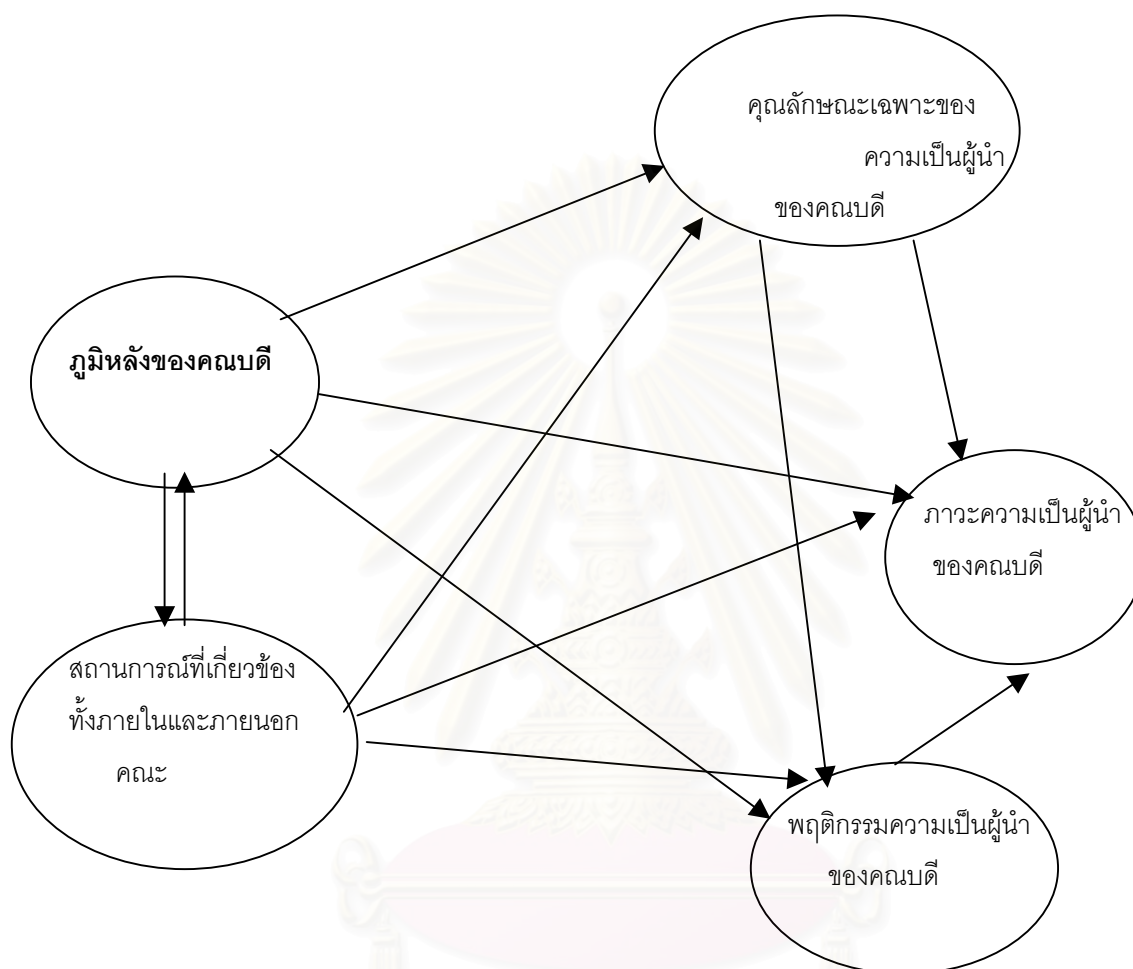 คุณลักษณะเฉพาะของ
ความเป็นผู้นำ
ของคณบดี
ภูมิหลังของคณบดี
ภาวะความเป็นผู้นำ
ของคณบดี
สถานการณ์ที่เกี่ยวข้อง
ทั้งภายในและภายนอก
คณะ
พฤติกรรมความเป็นผู้นำ
ของคณบดี